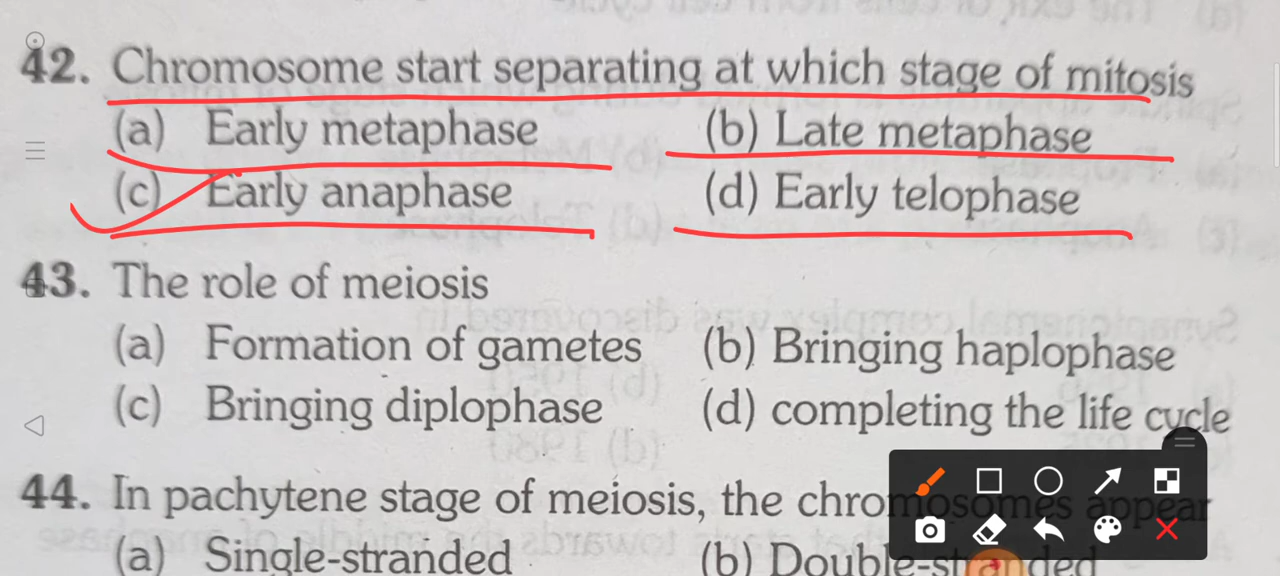 42. Chromosome start separating at which stage of mitosis
(a) Early metaphase (b) Late metaphase
(c) Early anaphase (d) Early telophase
43. The role of meiosis
(a) Formation of gametes (b) Bringing haplophase
(c) Bringing diplophase (d) completing the life cycle
44. In pachytene stage of meiosis, the chromosomes appear
(a) Single-stranded (b) Double-stranded